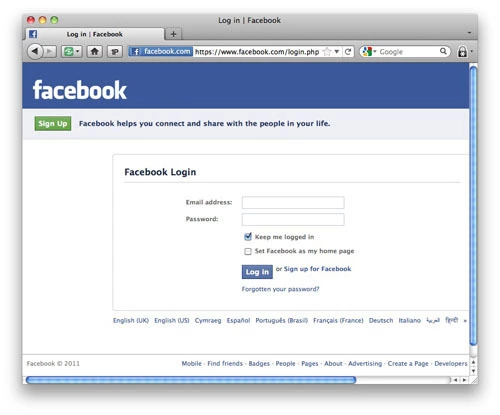 Log in | Facebook
Log in | Facebook
facebook.com https://www.facebook.com/login.php Google
facebook
Sign Up Facebook helps you connect and share with the people in your life.
Facebook Login
Email address:
Password:
Keep me logged in
Set Facebook as my home page
Log in or Sign up for Facebook
Forgotten your password?
English (UK) English (US) Cymraeg Español Português (Brasil) Français (France) Deutsch Italiano العربية हिन्दी »
Facebook © 2011 Mobile · Find friends · Badges · People · Pages · About · Advertising · Create a Page · Developers